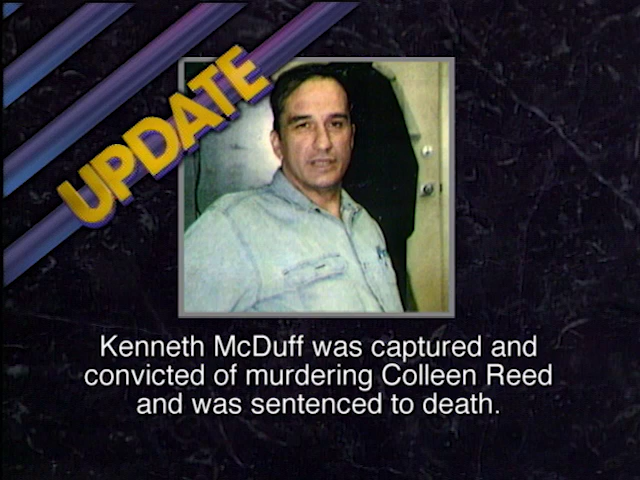 UPDATE
Kenneth McDuff was captured and
convicted of murdering Colleen Reed
and was sentenced to death.